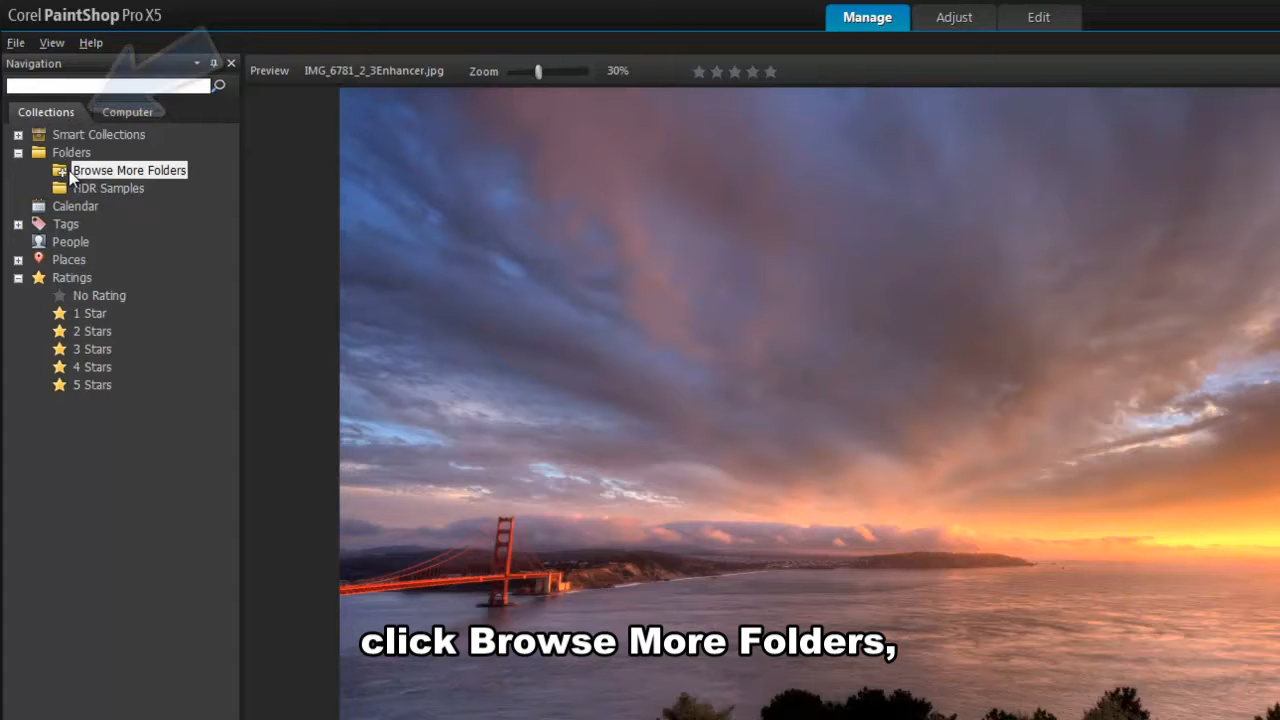 Corel PaintShop Pro X5
Manage
Adjust
Edit
File
View
Help
Navigation
Preview
IMG_6781_2_3Enhancer.jpg
Zoom
30%
Collections
Computer
Smart Collections
Folders
Browse More Folders
HDR Samples
Calendar
Tags
People
Places
Ratings
No Rating
1 Star
2 Stars
3 Stars
4 Stars
5 Stars
click Browse More Folders,